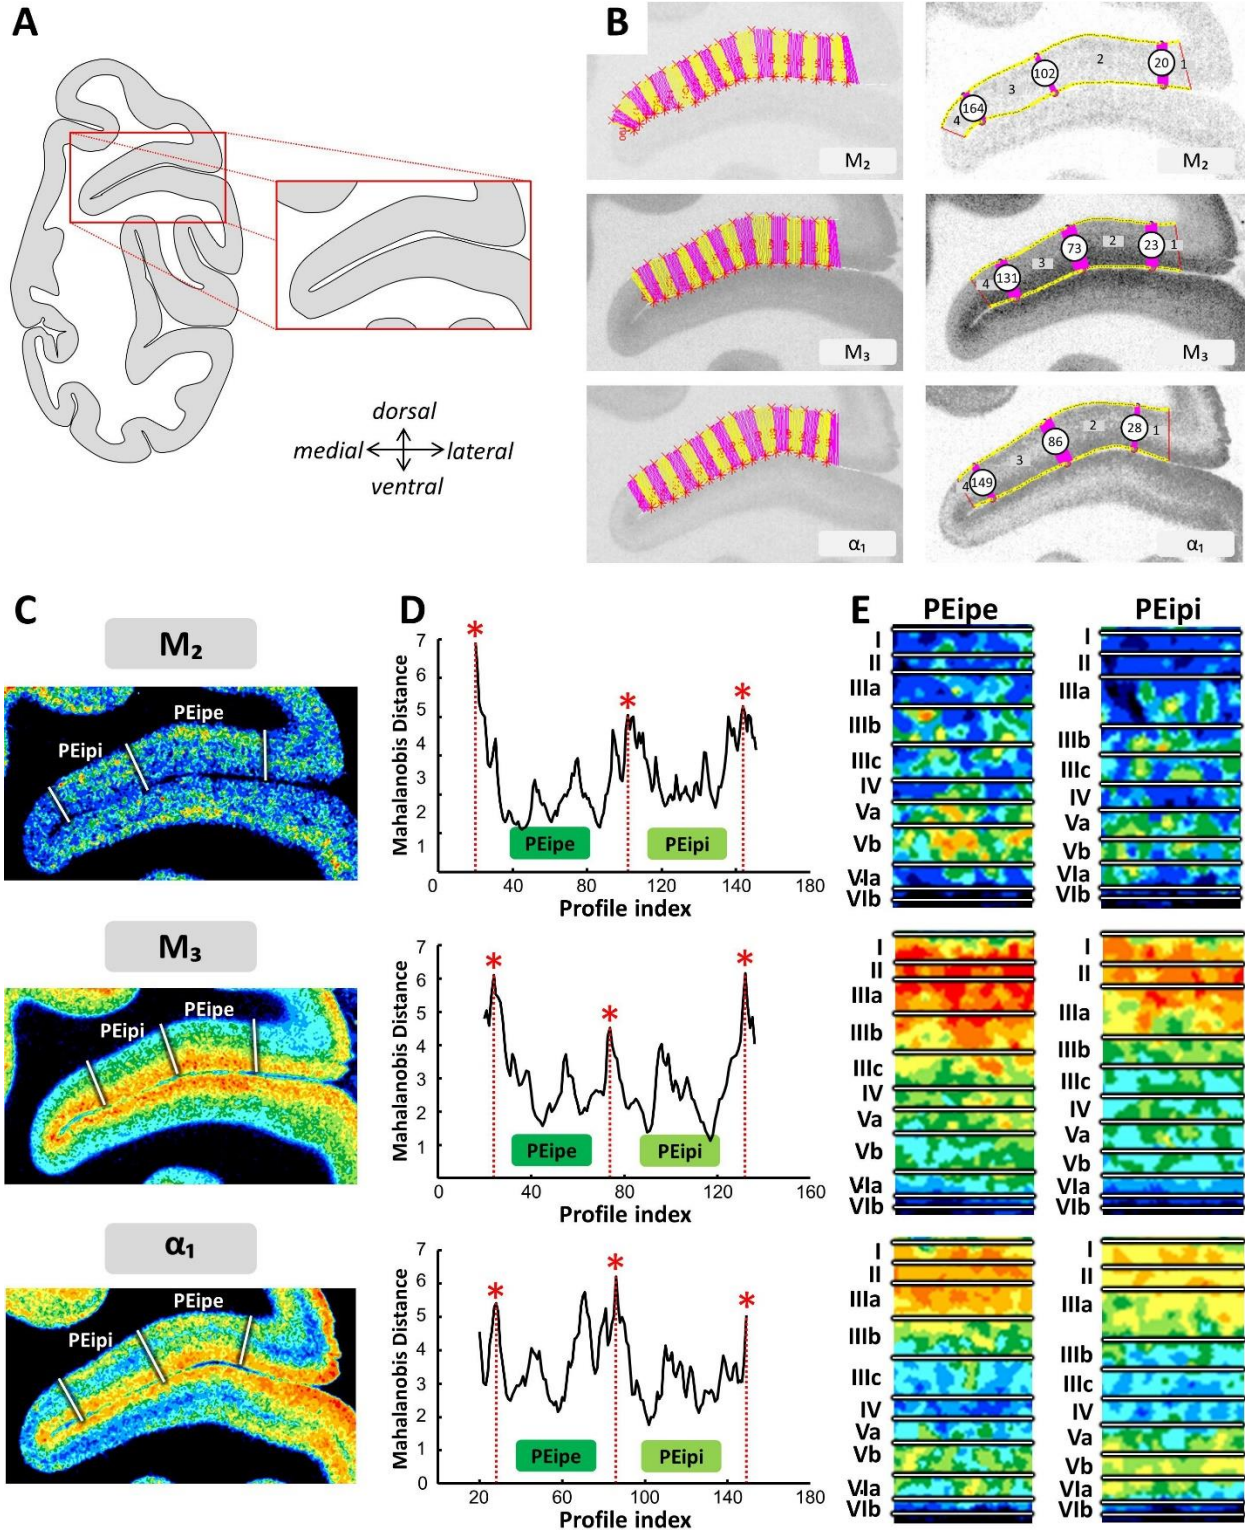 A
dorsal
medial
lateral
ventral
B
M₂
20
1
2
102
3
164
4
M₂
M₃
23
1
2
73
3
131
4
M₃
α₁
28
1
2
86
3
149
4
α₁
C
M₂
PEipe
PEipi
M₃
PEipe
PEipi
α₁
PEipe
PEipi
D
Mahalanobis Distance
7
6
5
4
3
2
1
* * *
PEipe PEipi
0 40 80 120 140 180
0
Profile index
Mahalanobis Distance
7
6
5
4
3
2
1
* * *
PEipe PEipi
0 40 80 120 160
Profile index
Mahalanobis Distance
7
6
5
4
3
2
1
0
* * *
PEipe PEipi
20 60 100 140 180
Profile index
E
PEipe
I
II
IIIa
IIIb
IIIc
IV
Va
Vb
VIa
VIb
PEipi
I
II
IIIa
IIIb
IIIc
IV
Va
Vb
VIa
VIb
I
II
IIIa
IIIb
IIIc
IV
Va
Vb
VIa
VIb
I
II
IIIa
IIIb
IIIc
IV
Va
Vb
VIa
VIb
I
II
IIIa
IIIb
IIIc
IV
Va
Vb
VIa
VIb
I
II
IIIa
IIIb
IIIc
IV
Va
Vb
VIa
VIb